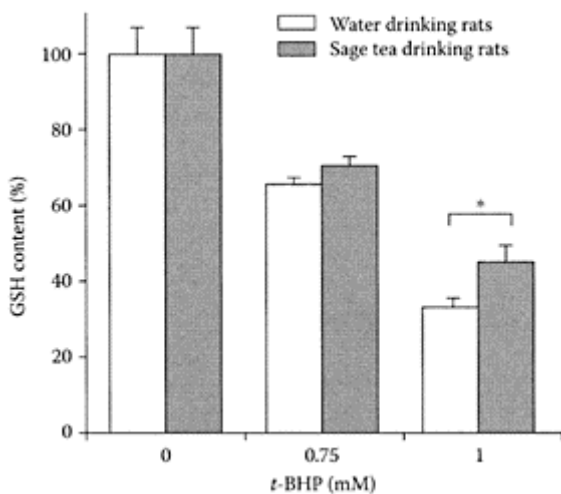 Water drinking rats
Sage tea drinking rats
100
80
60
40
20
0
GSH content (%)
*
0
0.75
1
t-BHP (mM)